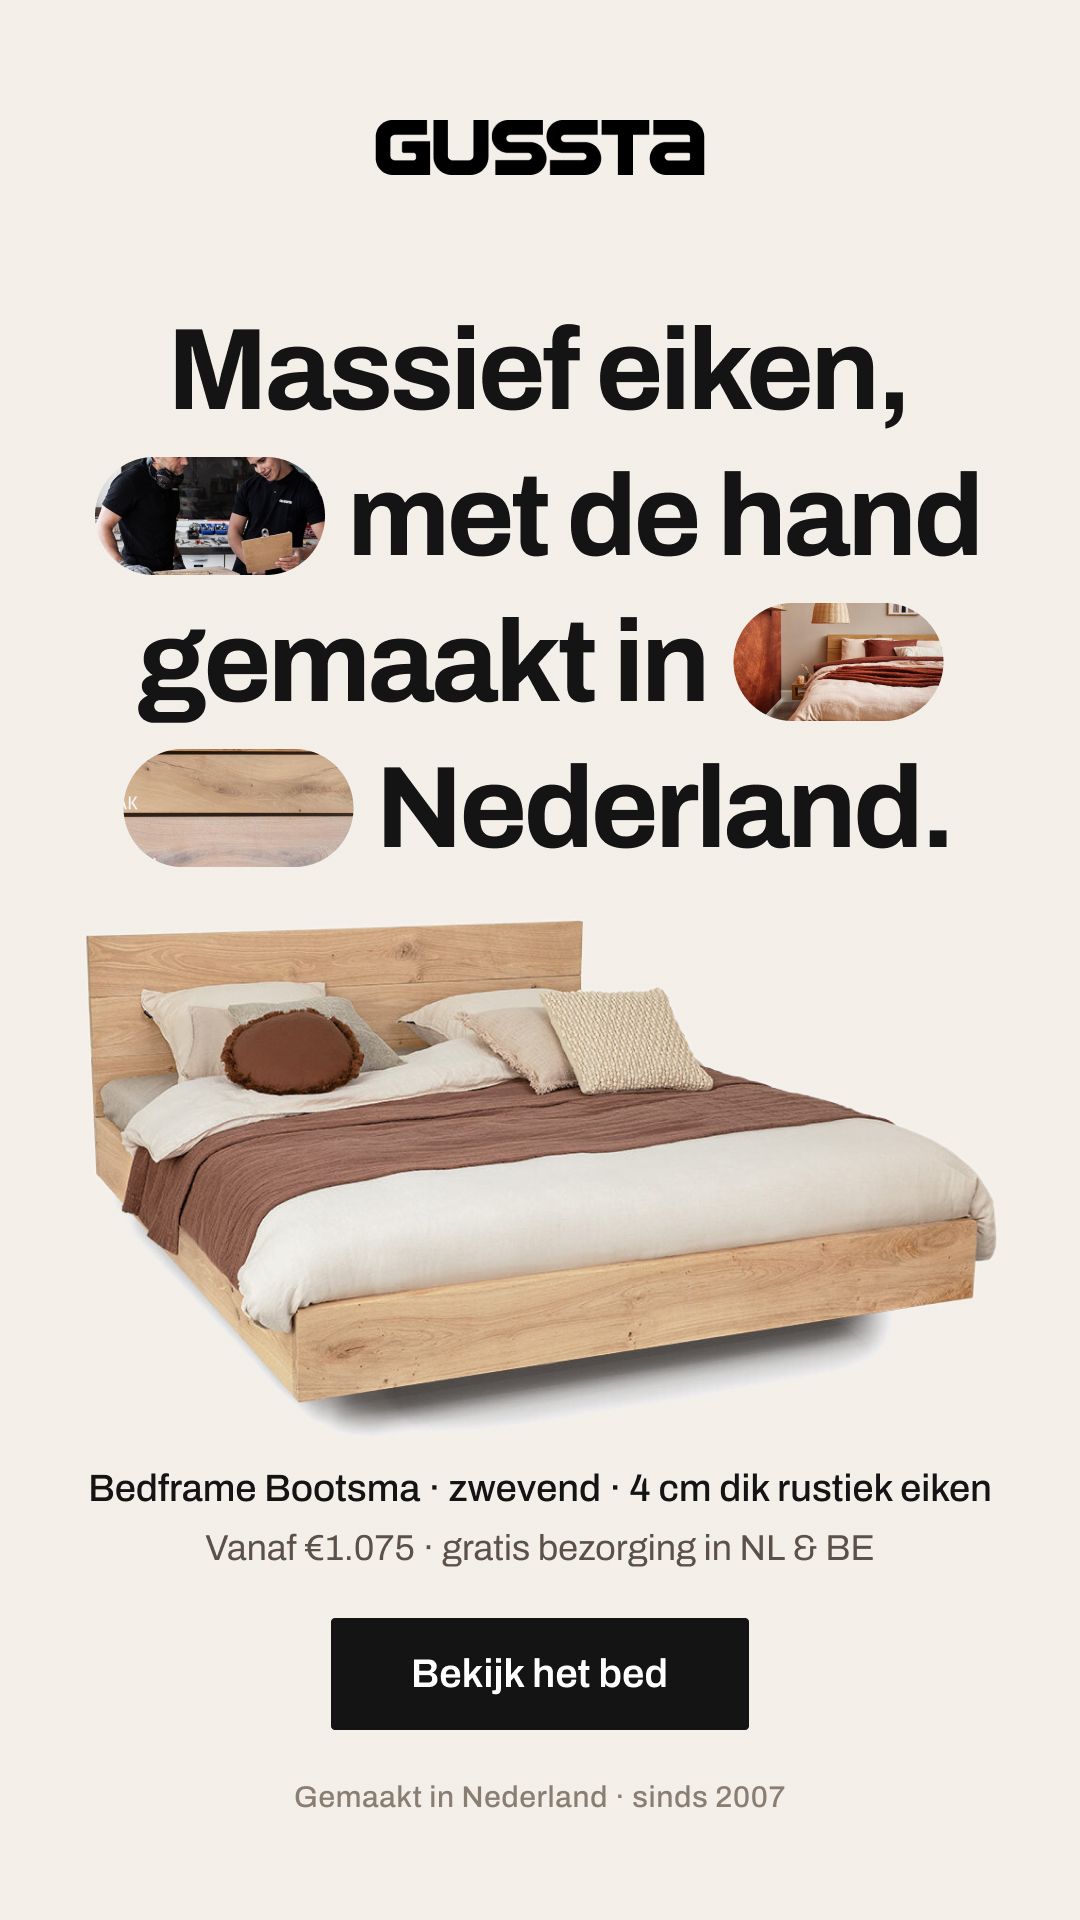 GUSSTA
Massief eiken,
met de hand
gemaakt in
AK
Nederland.
Bedframe Bootsma · zwevend · 4 cm dik rustiek eiken
Vanaf €1.075 · gratis bezorging in NL & BE
Bekijk het bed
Gemaakt in Nederland · sinds 2007